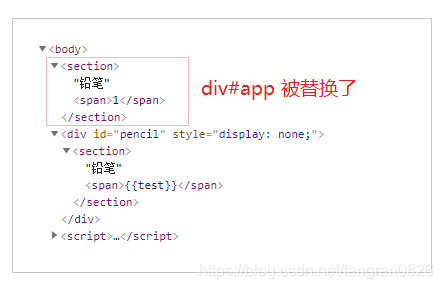 ▼<body>
▼<section>
"铅笔"
<span>1</span>
</section>
div#app 被替换了
▼<div id="pencil" style="display: none;">
▼<section>
"铅笔"
<span>{{test}}</span>
</section>
</div>
▶<script>…</script>
https://blog.csdn.net/tangran0526